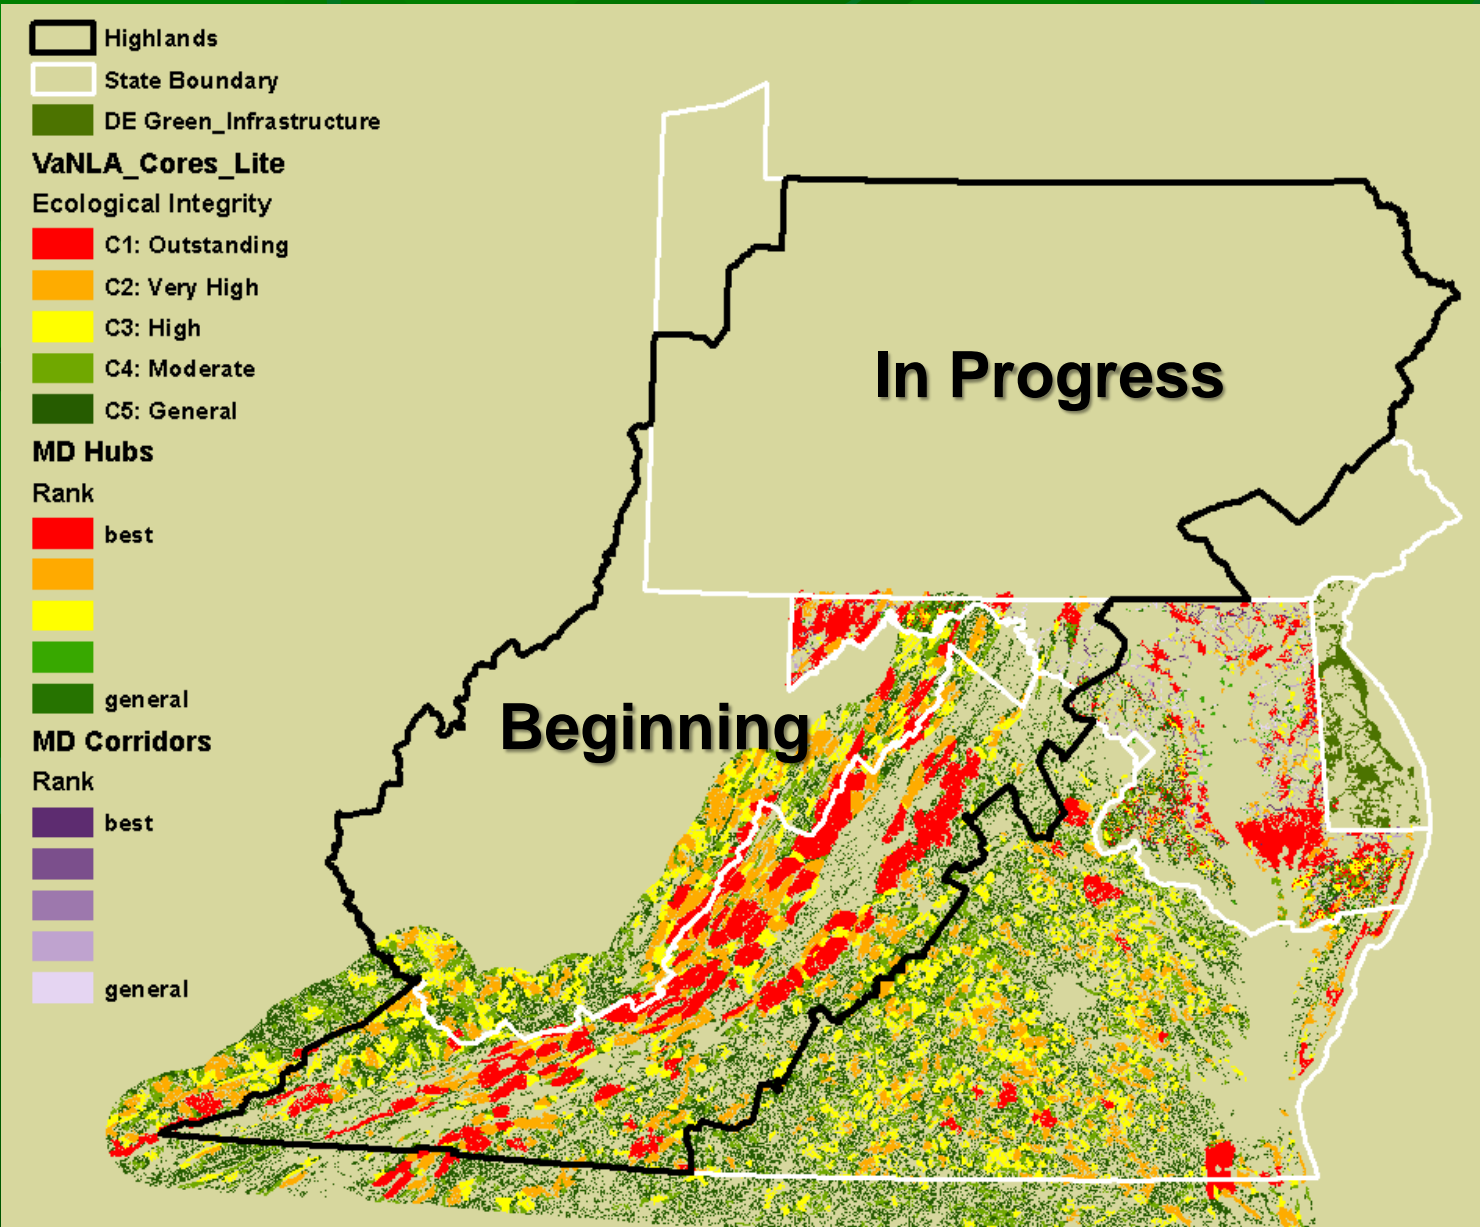 Highlands
State Boundary
DE Green_Infrastructure
VaNLA_Cores_Lite
Ecological Integrity
C1: Outstanding
C2: Very High
C3: High
C4: Moderate
C5: General
MD Hubs
Rank
best
general
MD Corridors
Rank
best
general
In Progress
Beginning